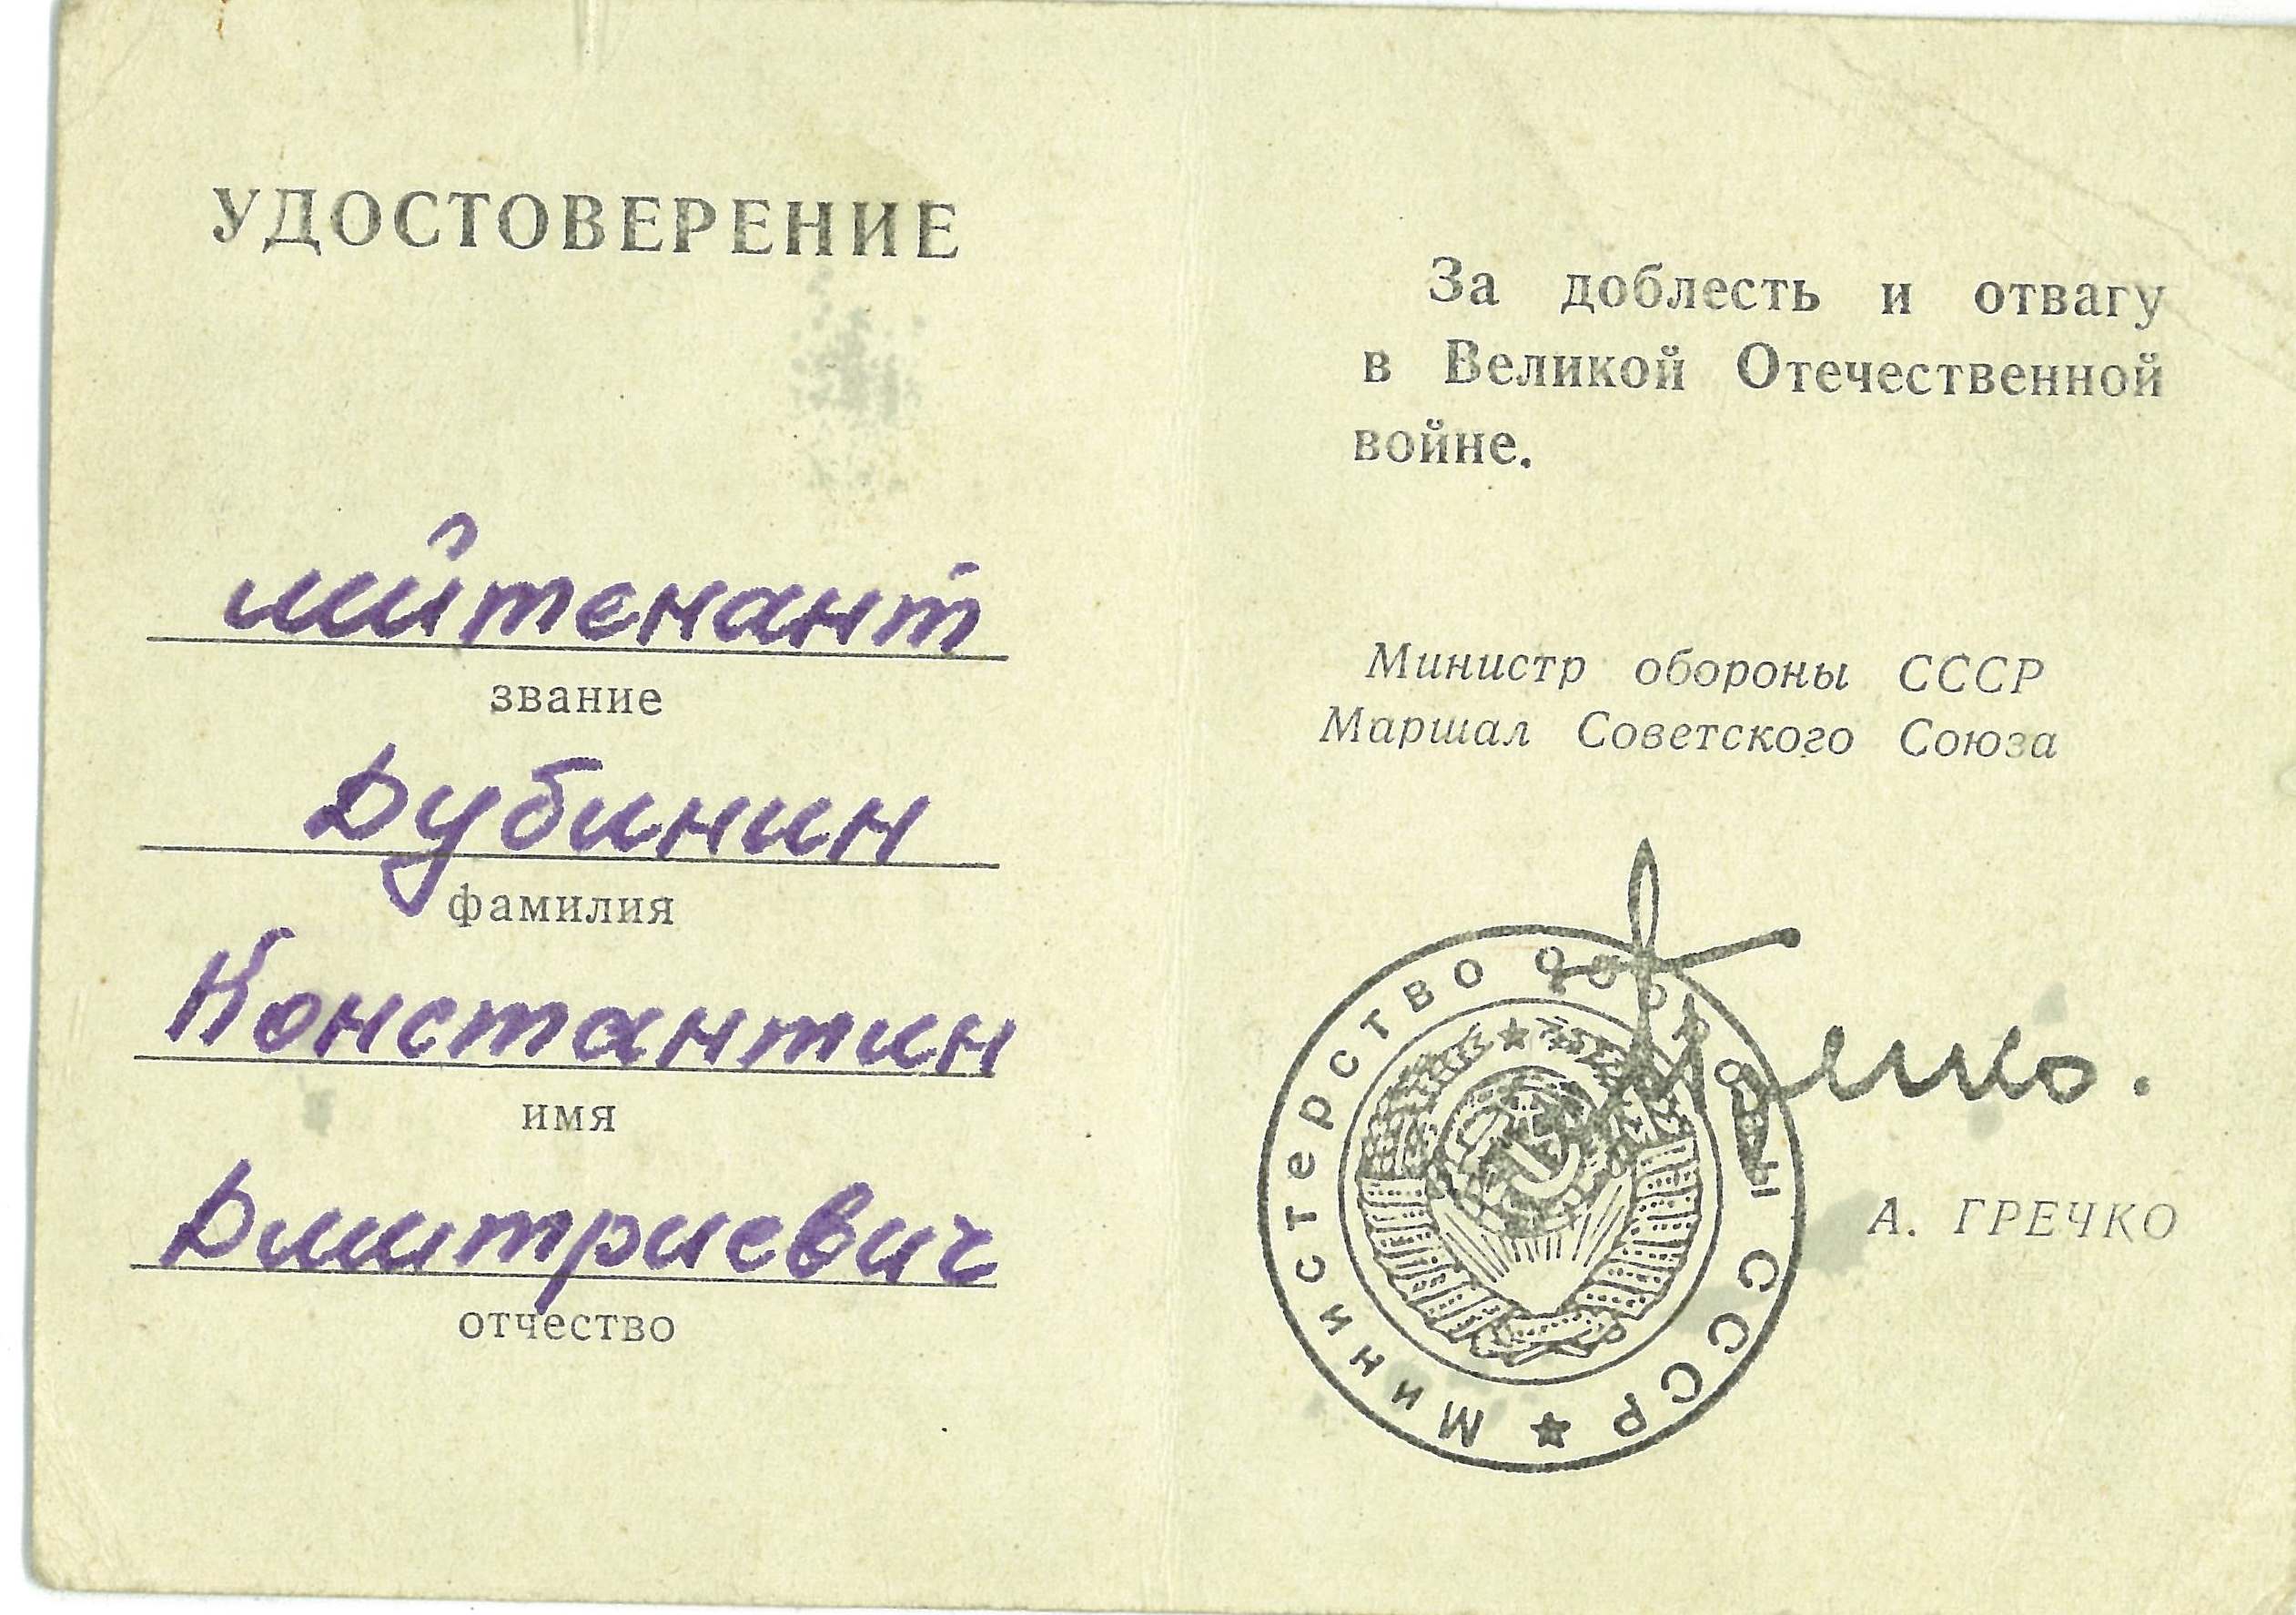 УДОСТОВЕРЕНИЕ
лийтенант
звание
Дубинин
фамилия
Константин
имя
Дмитриевич
отчество
За доблесть и отвагу
в Великой Отечественной
войне.
Министр обороны СССР
Маршал Советского Союза
Министерство обороны СССР
А. ГРЕЧКО